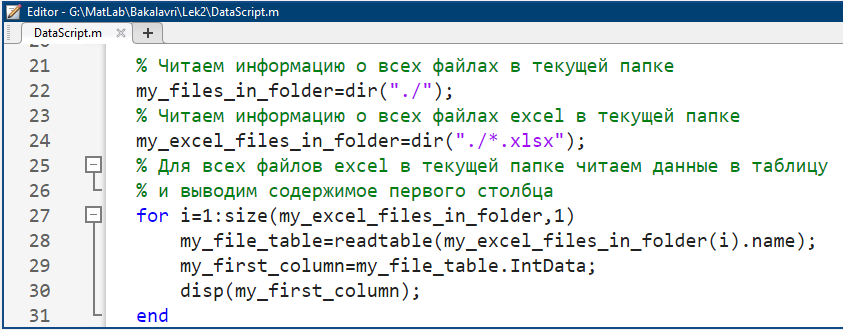 Editor - G:\MatLab\Bakalavri\Lek2\DataScript.m
DataScript.m
21 % Читаем информацию о всех файлах в текущей папке
22 my_files_in_folder=dir("./");
23 % Читаем информацию о всех файлах excel в текущей папке
24 my_excel_files_in_folder=dir("./*.xlsx");
25 % Для всех файлов excel в текущей папке читаем данные в таблицу
26 % и выводим содержимое первого столбца
27 for i=1:size(my_excel_files_in_folder,1)
28 my_file_table=readtable(my_excel_files_in_folder(i).name);
29 my_first_column=my_file_table.IntData;
30 disp(my_first_column);
31 end